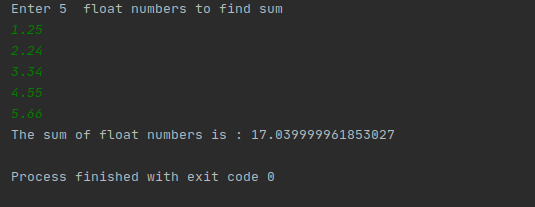 Enter 5  float numbers to find sum
1.25
2.24
3.34
4.55
5.66
The sum of float numbers is : 17.039999961853027
Process finished with exit code 0